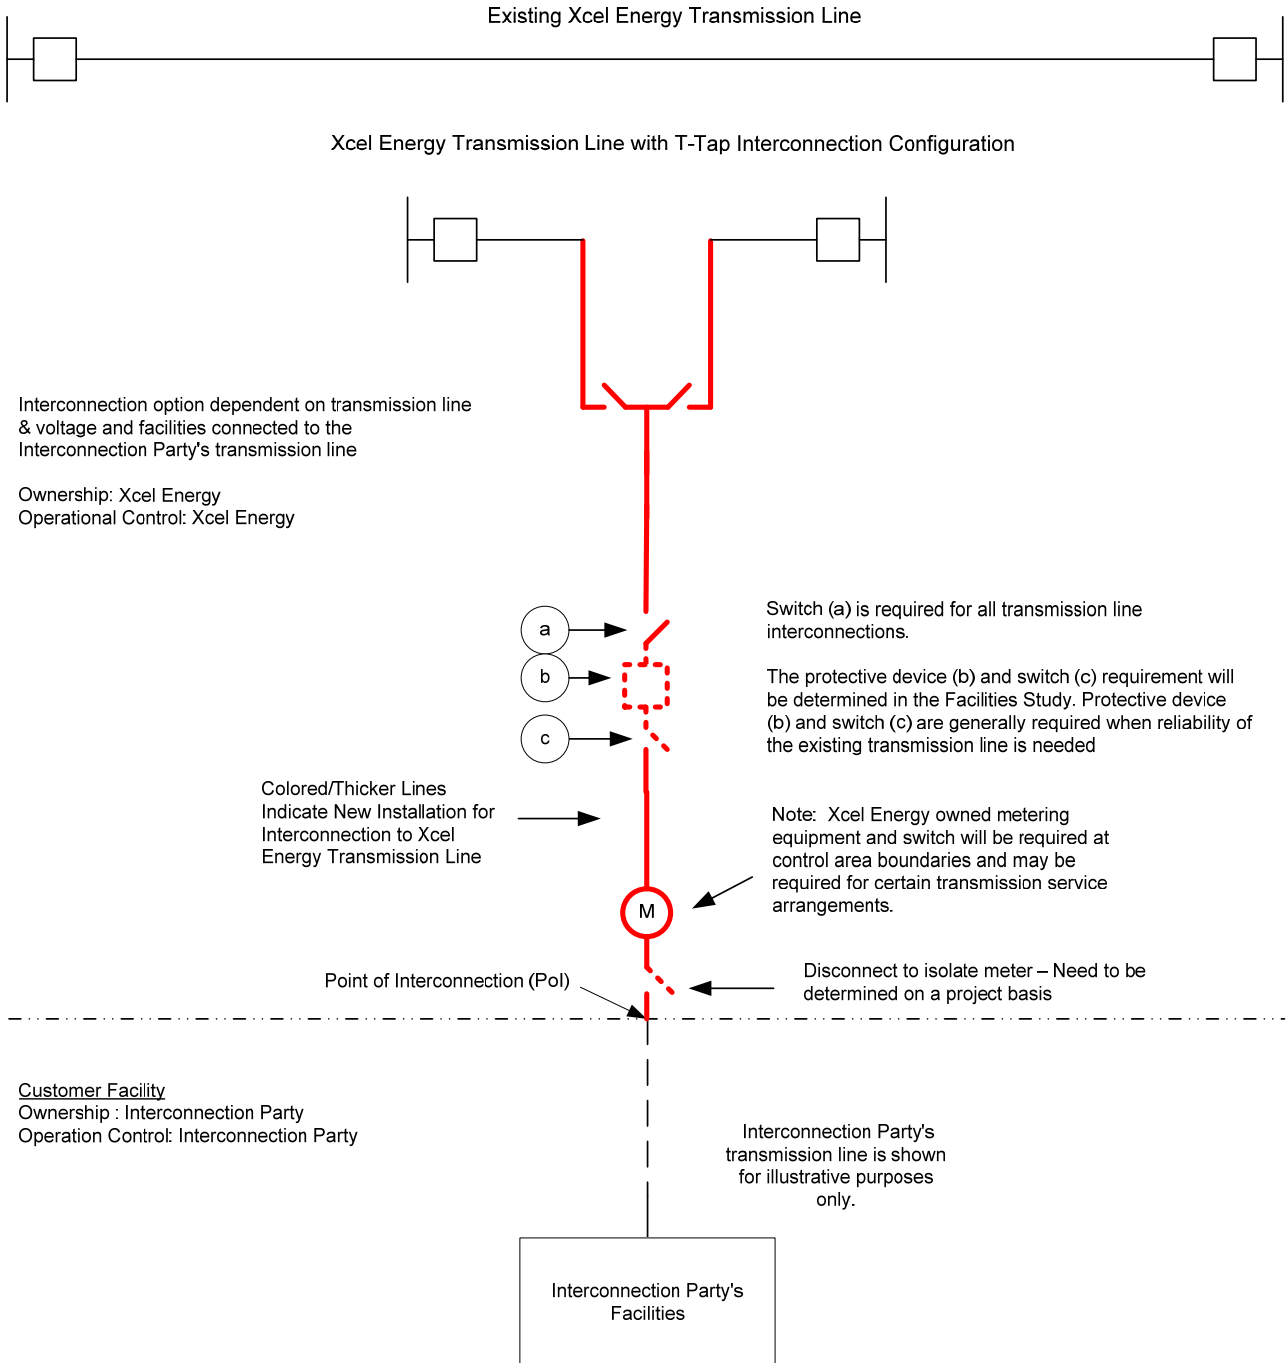 Existing Xcel Energy Transmission Line
Xcel Energy Transmission Line with T-Tap Interconnection Configuration
Interconnection option dependent on transmission line
& voltage and facilities connected to the
Interconnection Party's transmission line
Ownership: Xcel Energy
Operational Control: Xcel Energy
a
b
c
Switch (a) is required for all transmission line
interconnections.
The protective device (b) and switch (c) requirement will
be determined in the Facilities Study. Protective device
(b) and switch (c) are generally required when reliability of
the existing transmission line is needed
Colored/Thicker Lines
Indicate New Installation for
Interconnection to Xcel
Energy Transmission Line
Note:  Xcel Energy owned metering
equipment and switch will be required at
control area boundaries and may be
required for certain transmission service
arrangements.
M
Point of Interconnection (PoI)
Disconnect to isolate meter – Need to be
determined on a project basis
Customer Facility
Ownership : Interconnection Party
Operation Control: Interconnection Party
Interconnection Party's
transmission line is shown
for illustrative purposes
only.
Interconnection Party's
Facilities